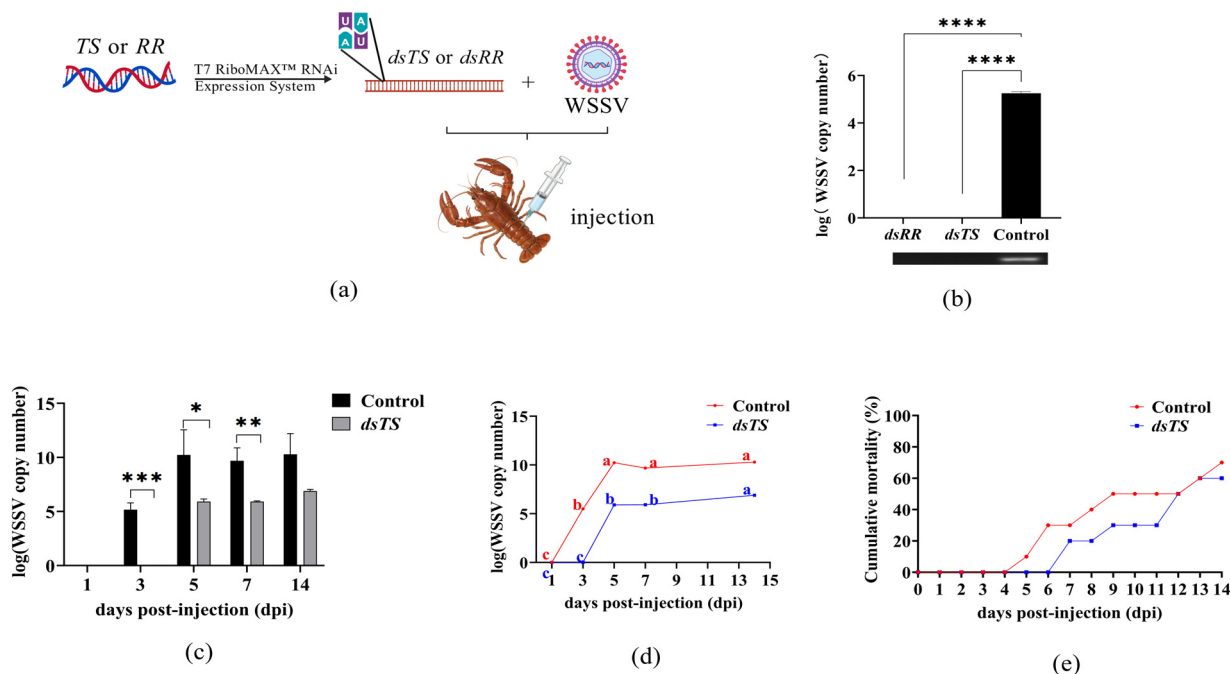 TS or RR
T7 RiboMAX™ RNAi
Expression System
U A
A U
dsTS or dsRR
+
WSSV
injection
(a)
****
****
log( WSSV copy number)
6
4
2
0
dsRR dsTS Control
(b)
Control
dsTS
log(WSSV copy number)
15
10
5
0
***
*
**
1 3 5 7 14
days post-injection (dpi)
(c)
Control
dsTS
log(WSSV copy number)
15
10
5
0
c b a a a
c c b b a
1 3 5 7 9 11 13 15
days post-injection (dpi)
(d)
Control
dsTS
Cumulative mortality (%)
100
80
60
40
20
0
0 1 2 3 4 5 6 7 8 9 10 11 12 13 14
days post-injection (dpi)
(e)